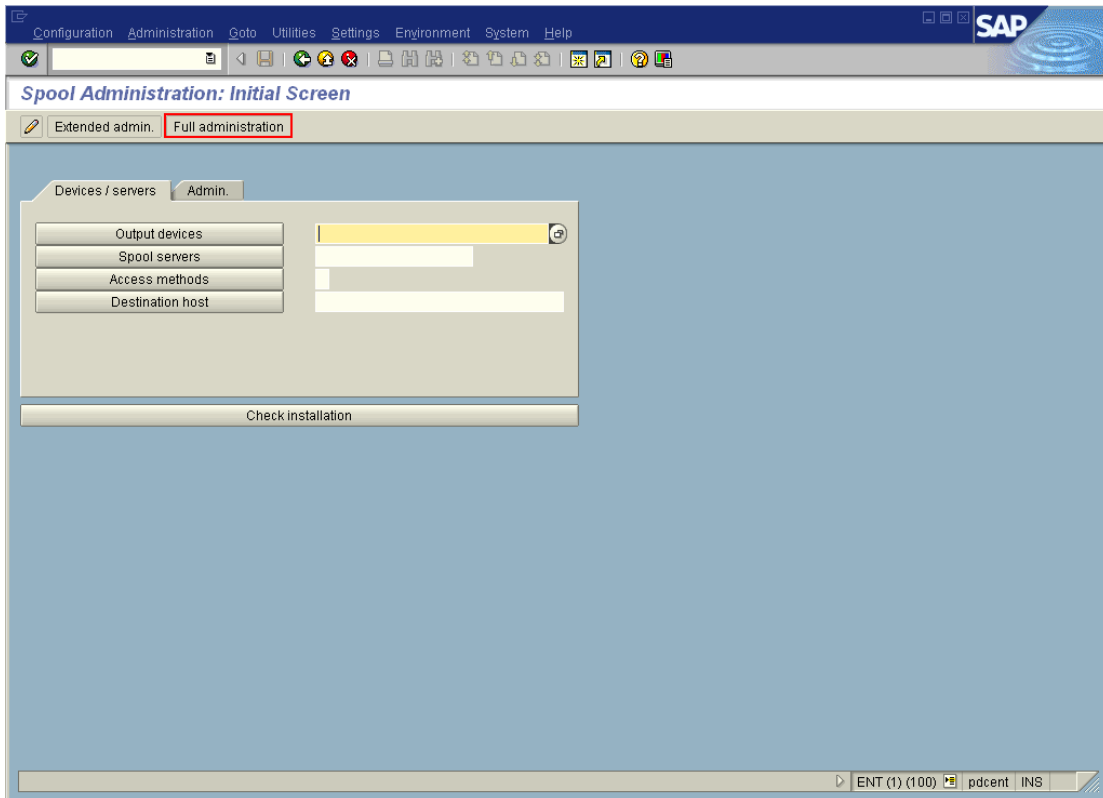 Configuration Administration Goto Utilities Settings Environment System Help
SAP
Spool Administration: Initial Screen
Extended admin. Full administration
Devices / servers Admin.
Output devices
Spool servers
Access methods
Destination host
Check installation
ENT (1) (100) pdcent INS